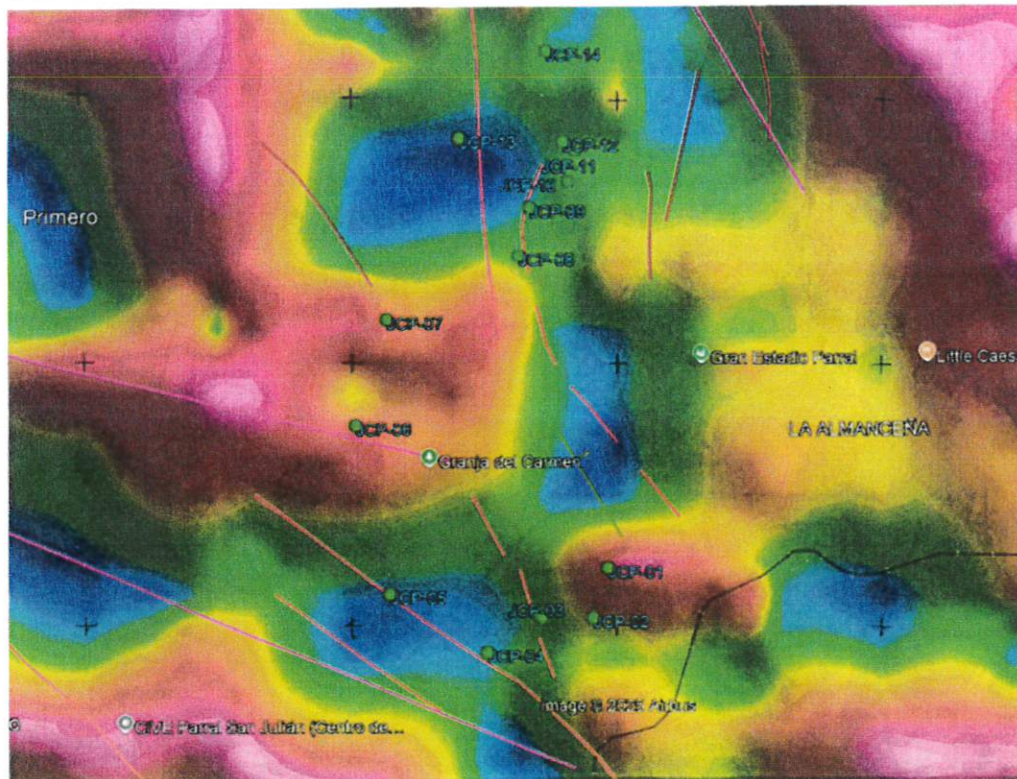 JCP-14
JCP-13
JCP-12
JCP-11
JCP-10
JCP-09
JCP-08
Primero
JCP-07
Gran Estadio Parral
Little Caes
JCP-06
LA ALMANCEÑA
Granja del Carmen
JCP-01
JCP-05
JCP-03
JCP-02
JCP-04
Image © Airbus
CIME Parral San Julián (Centro de...